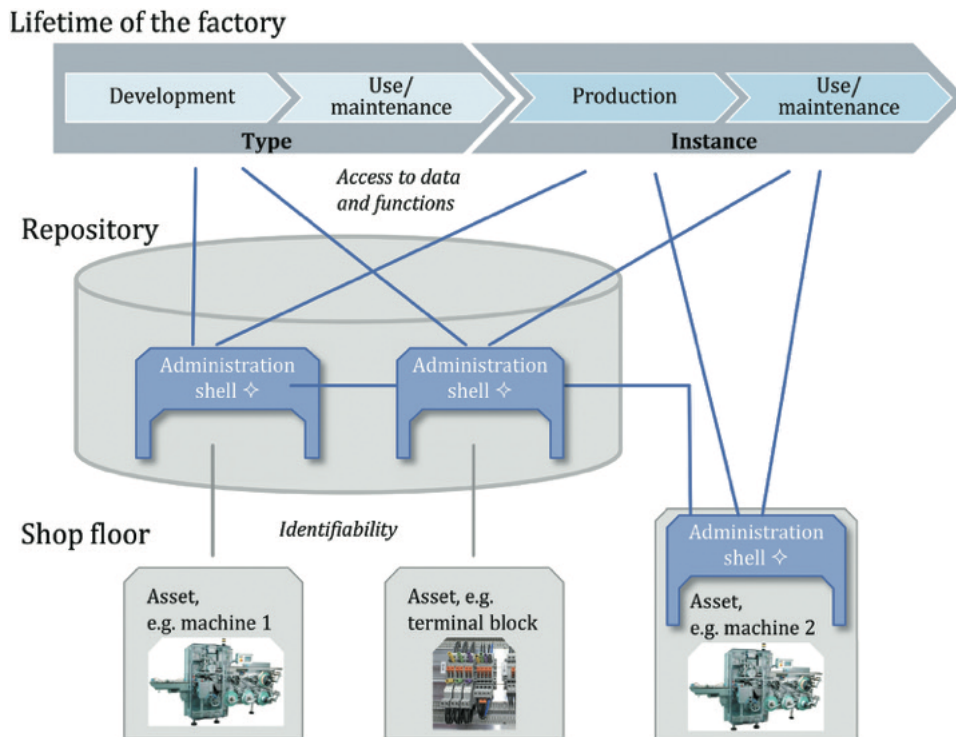 Lifetime of the factory
Development
Use/
maintenance
Production
Use/
maintenance
Type
Instance
Access to data
and functions
Repository
Administration
shell ✧
Administration
shell ✧
Shop floor
Identifiability
Administration
shell ✧
Asset,
e.g. machine 1
Asset, e.g.
terminal block
Asset,
e.g. machine 2